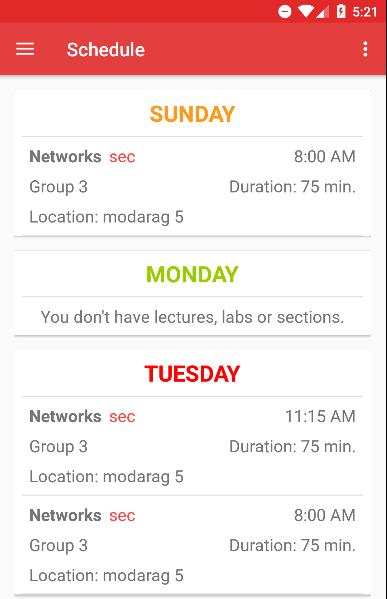 5:21
Schedule
SUNDAY
Networks sec 8:00 AM
Group 3 Duration: 75 min.
Location: modarag 5
MONDAY
You don't have lectures, labs or sections.
TUESDAY
Networks sec 11:15 AM
Group 3 Duration: 75 min.
Location: modarag 5
Networks sec 8:00 AM
Group 3 Duration: 75 min.
Location: modarag 5